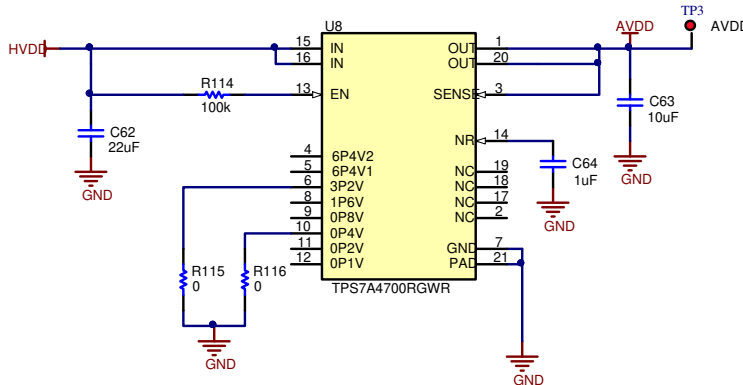 TP3
U8
AVDD
AVDD
HVDD
15 IN OUT 1
16 IN OUT 20
R114
100k
13 EN SENSE 3
C63
10uF
C62
22uF
NR 14
GND
4 6P4V2
5 6P4V1
6 3P2V
8 1P6V
9 0P8V
10 0P4V
11 0P2V
12 0P1V
NC 19
NC 18
NC 17
NC 2
GND 7
PAD 21
C64
1uF
GND
GND
R115
0
R116
0
TPS7A4700RGWR
GND
GND